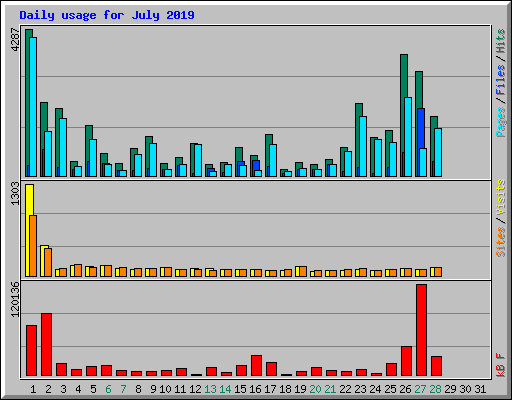 Daily usage for July 2019
4287
Pages / Files / Hits
1303
Sites / Visits
120136
kB F
1 2 3 4 5 6 7 8 9 10 11 12 13 14 15 16 17 18 19 20 21 22 23 24 25 26 27 28 29 30 31